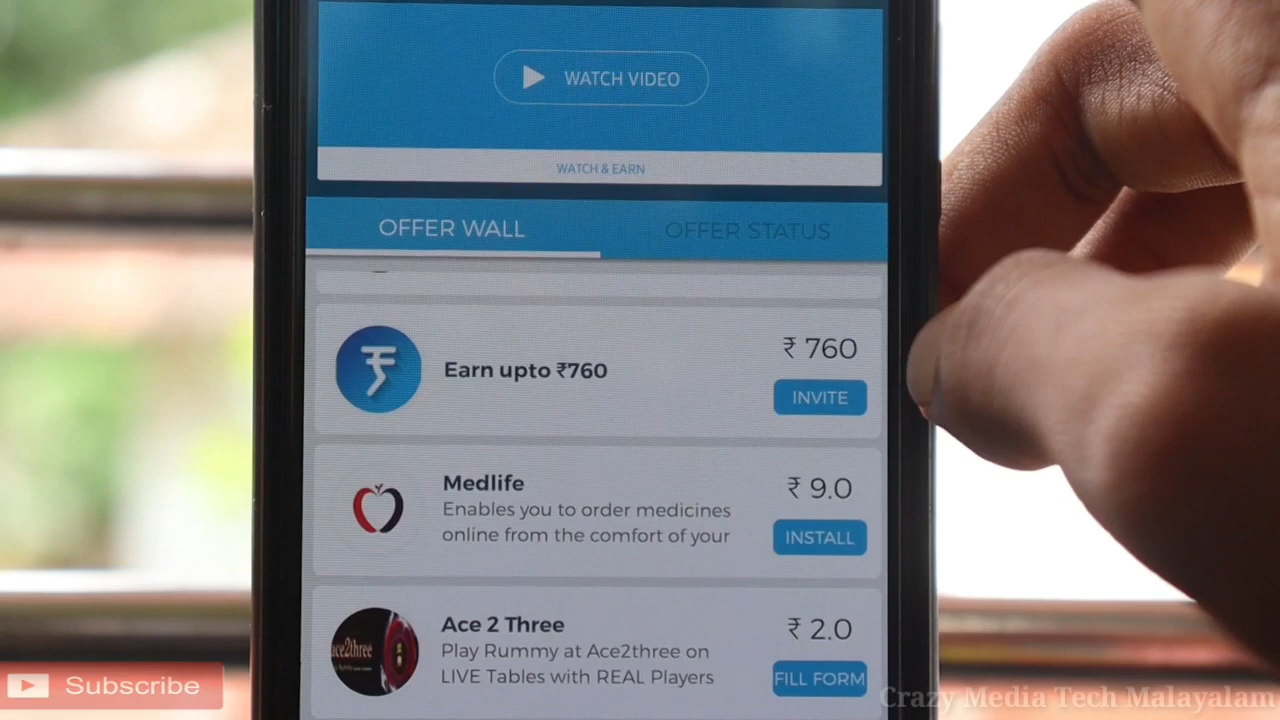 WATCH VIDEO
WATCH & EARN
OFFER WALL
OFFER STATUS
Earn upto ₹760
₹ 760
INVITE
Medlife
Enables you to order medicines
online from the comfort of your
₹ 9.0
INSTALL
Ace 2 Three
Play Rummy at Ace2three on
LIVE Tables with REAL Players
₹ 2.0
FILL FORM
ace2three
Subscribe
Crazy Media Tech Malayalam